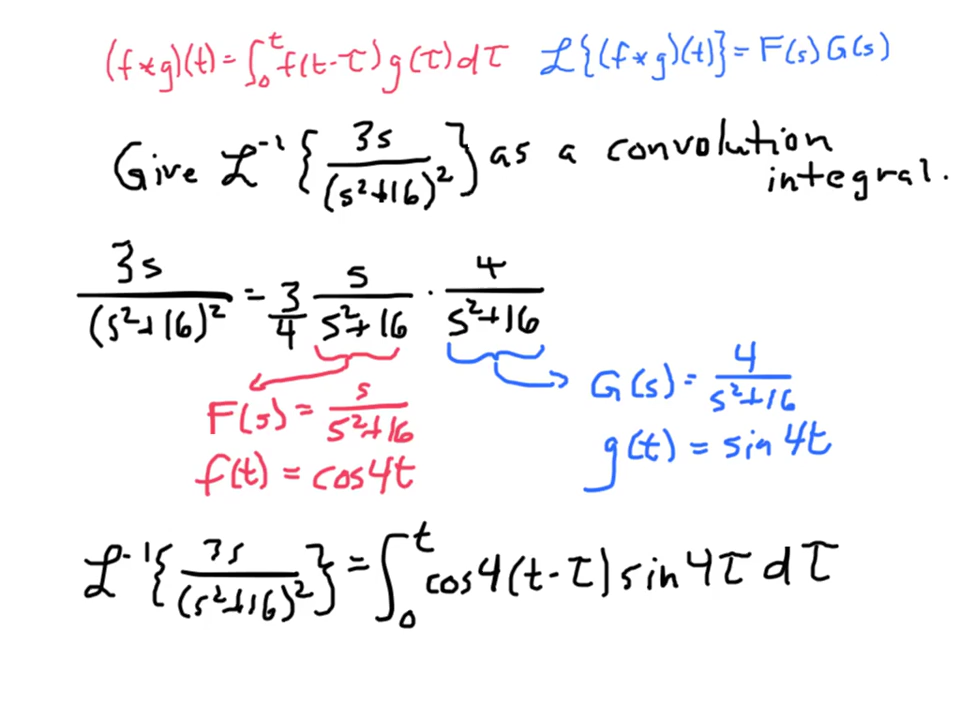 (f*g)(t) = ∫₀ᵗ f(t-τ) g(τ) dτ   ℒ{(f*g)(t)} = F(s) G(s)
Give ℒ⁻¹{3s/(s²+16)²} as a convolution
integral.
3s/(s²+16)² = 3/4 s/(s²+16) · 4/(s²+16)
F(s) = s/(s²+16)   G(s) = 4/(s²+16)
f(t) = cos4t   g(t) = sin 4t
ℒ⁻¹{3s/(s²+16)²} = ∫₀ᵗ cos4(t-τ) sin 4τ dτ